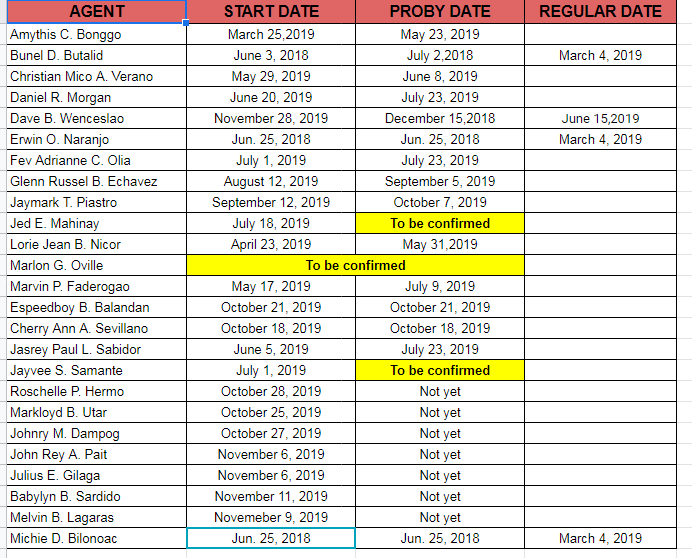 AGENT START DATE PROBY DATE REGULAR DATE
Amythis C. Bonggo March 25,2019 May 23, 2019
Bunel D. Butalid June 3, 2018 July 2,2018 March 4, 2019
Christian Mico A. Verano May 29, 2019 June 8, 2019
Daniel R. Morgan June 20, 2019 July 23, 2019
Dave B. Wenceslao November 28, 2019 December 15,2018 June 15,2019
Erwin O. Naranjo Jun. 25, 2018 Jun. 25, 2018 March 4, 2019
Fev Adrianne C. Olia July 1, 2019 July 23, 2019
Glenn Russel B. Echavez August 12, 2019 September 5, 2019
Jaymark T. Piastro September 12, 2019 October 7, 2019
Jed E. Mahinay July 18, 2019 To be confirmed
Lorie Jean B. Nicor April 23, 2019 May 31,2019
Marlon G. Oville To be confirmed
Marvin P. Faderogao May 17, 2019 July 9, 2019
Espeedboy B. Balandan October 21, 2019 October 21, 2019
Cherry Ann A. Sevillano October 18, 2019 October 18, 2019
Jasrey Paul L. Sabidor June 5, 2019 July 23, 2019
Jayvee S. Samante July 1, 2019 To be confirmed
Roschelle P. Hermo October 28, 2019 Not yet
Markloyd B. Utar October 25, 2019 Not yet
Johnry M. Dampog October 27, 2019 Not yet
John Rey A. Pait November 6, 2019 Not yet
Julius E. Gilaga November 6, 2019 Not yet
Babylyn B. Sardido November 11, 2019 Not yet
Melvin B. Lagaras Novemeber 9, 2019 Not yet
Michie D. Bilonoac Jun. 25, 2018 Jun. 25, 2018 March 4, 2019